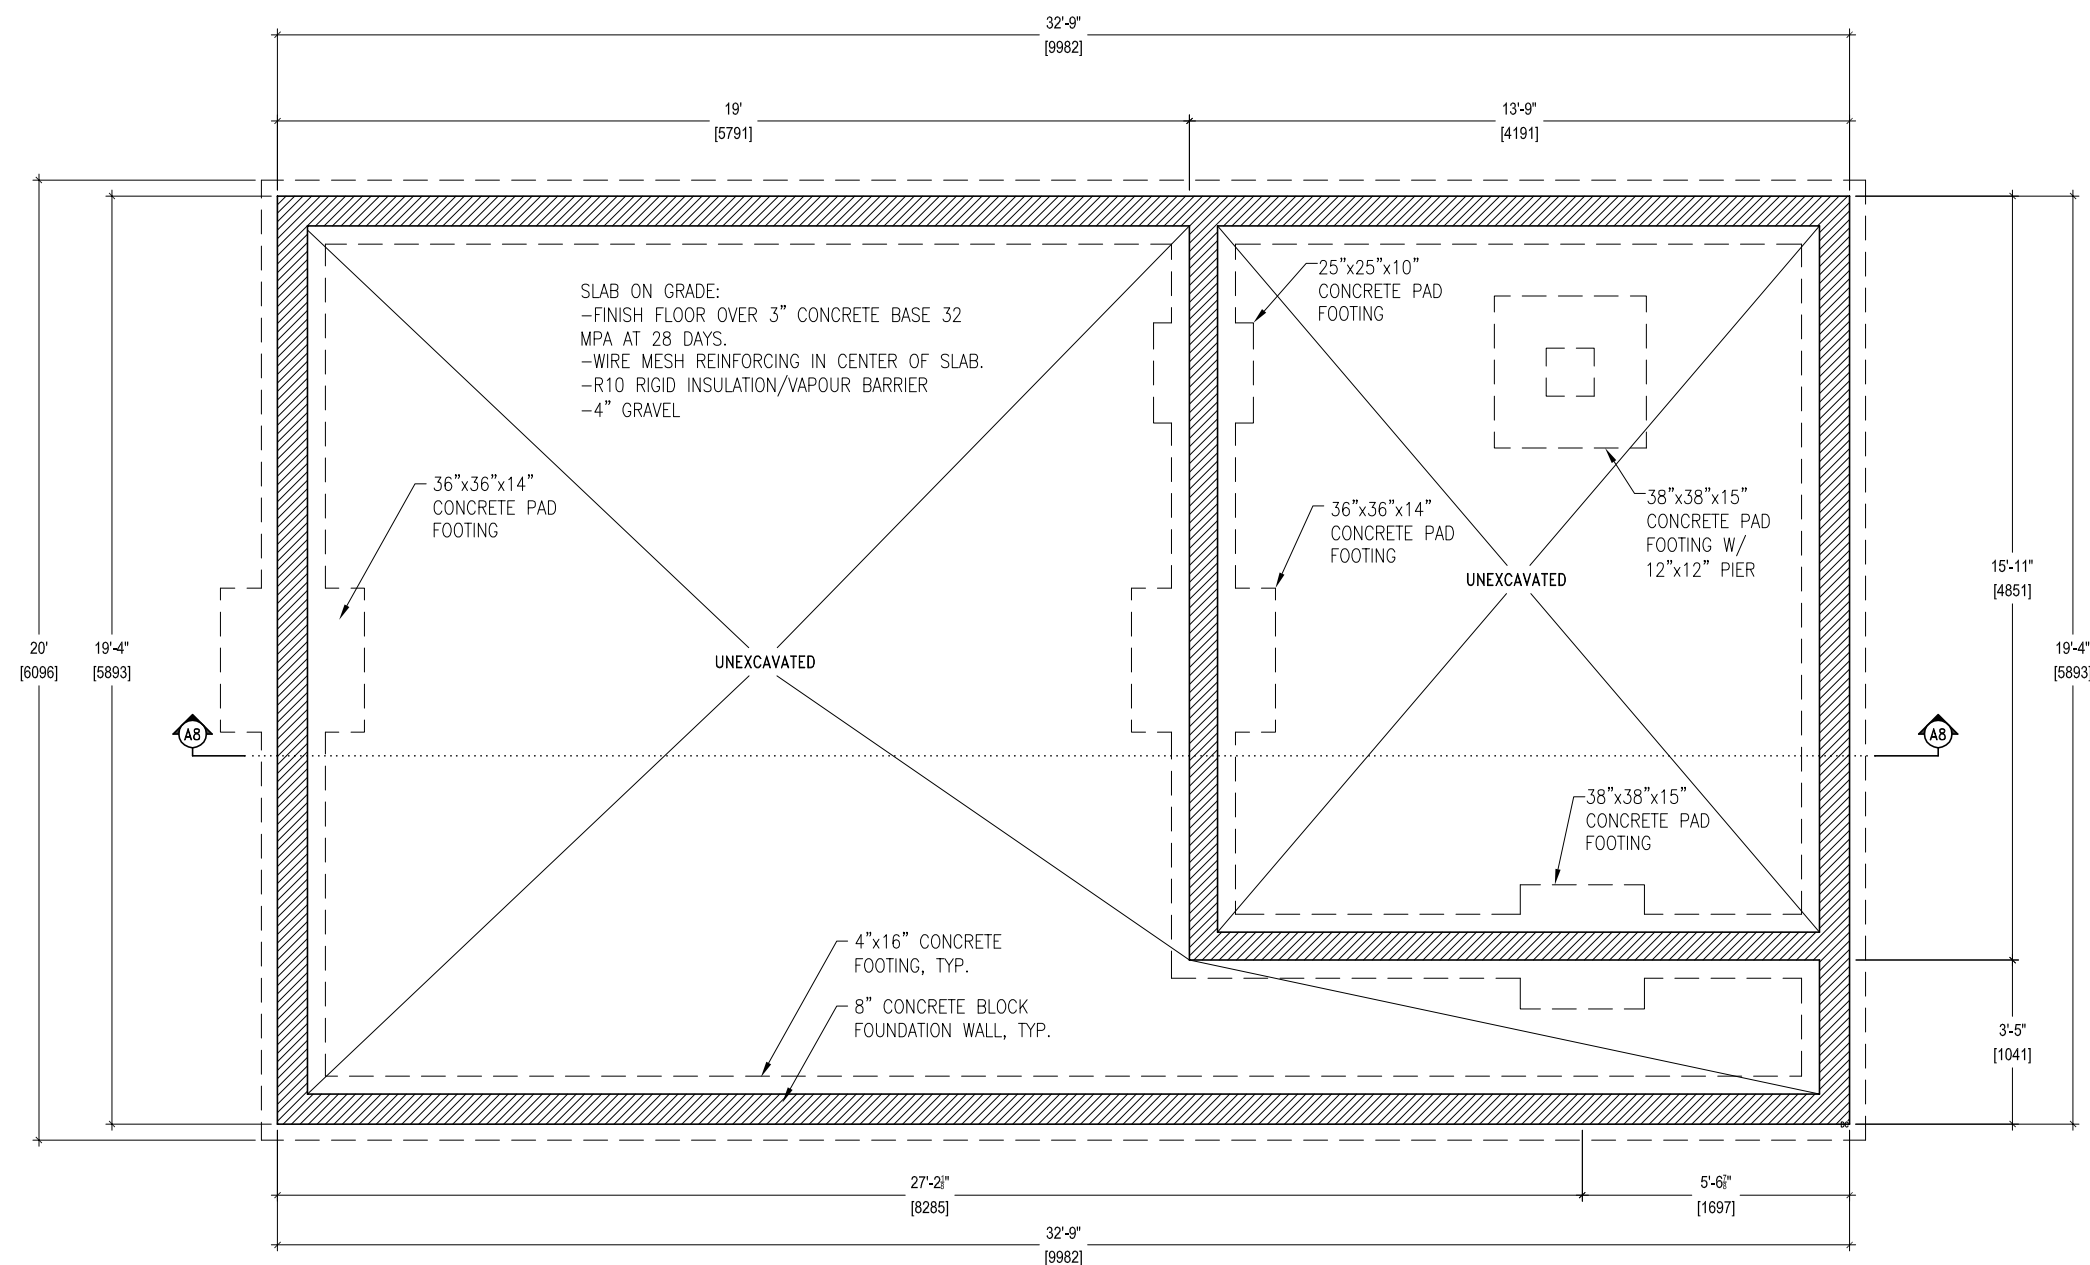 32'-9"
[9982]
19'
[5791]
13'-9"
[4191]
SLAB ON GRADE:
-FINISH FLOOR OVER 3" CONCRETE BASE 32
MPA AT 28 DAYS.
-WIRE MESH REINFORCING IN CENTER OF SLAB.
-R10 RIGID INSULATION/VAPOUR BARRIER
-4" GRAVEL
25"x25"x10"
CONCRETE PAD
FOOTING
36"x36"x14"
CONCRETE PAD
FOOTING
36"x36"x14"
CONCRETE PAD
FOOTING
38"x38"x15"
CONCRETE PAD
FOOTING W/
12"x12" PIER
UNEXCAVATED
15'-11"
[4851]
20'
[6096]
19'-4"
[5893]
UNEXCAVATED
19'-4"
[5893]
A8
A8
38"x38"x15"
CONCRETE PAD
FOOTING
4"x16" CONCRETE
FOOTING, TYP.
8" CONCRETE BLOCK
FOUNDATION WALL, TYP.
3'-5"
[1041]
27'-2⅛"
[8285]
5'-6⅞"
[1697]
32'-9"
[9982]